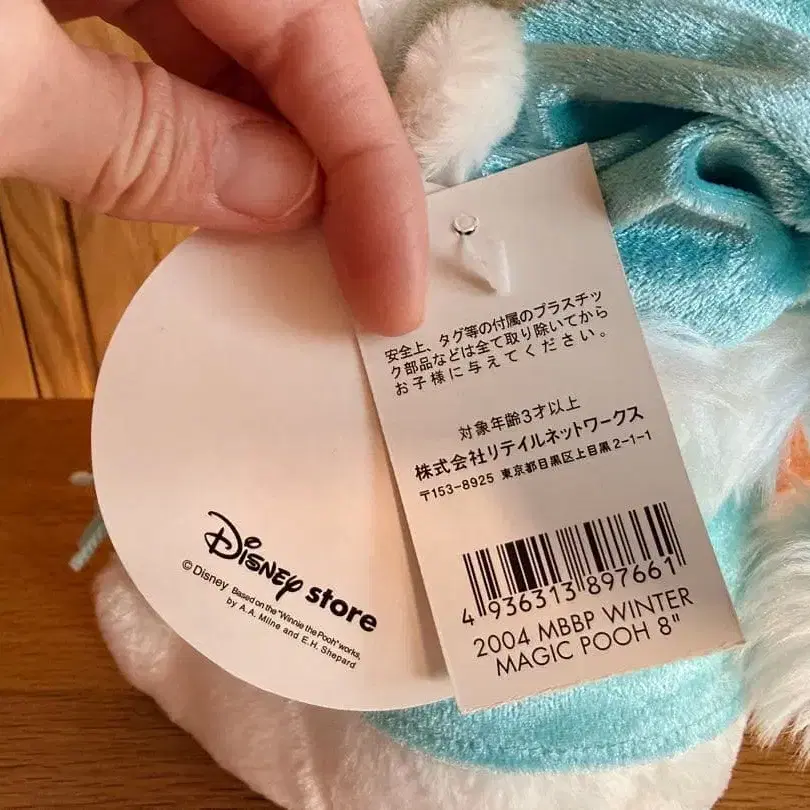 安全上、タグ等の付属のプラスチッ
ク部品などは全て取り除いてから
お子様に与えてください。
対象年齢3才以上
株式会社リテイルネットワークス
〒153-8925 東京都目黒区上目黒2-1-1
4 936313 897661
2004 MBBP WINTER
MAGIC POOH 8"
Disney store
© Disney Based on the "Winnie the Pooh" works,
by A.A. Milne and E.H. Shepard